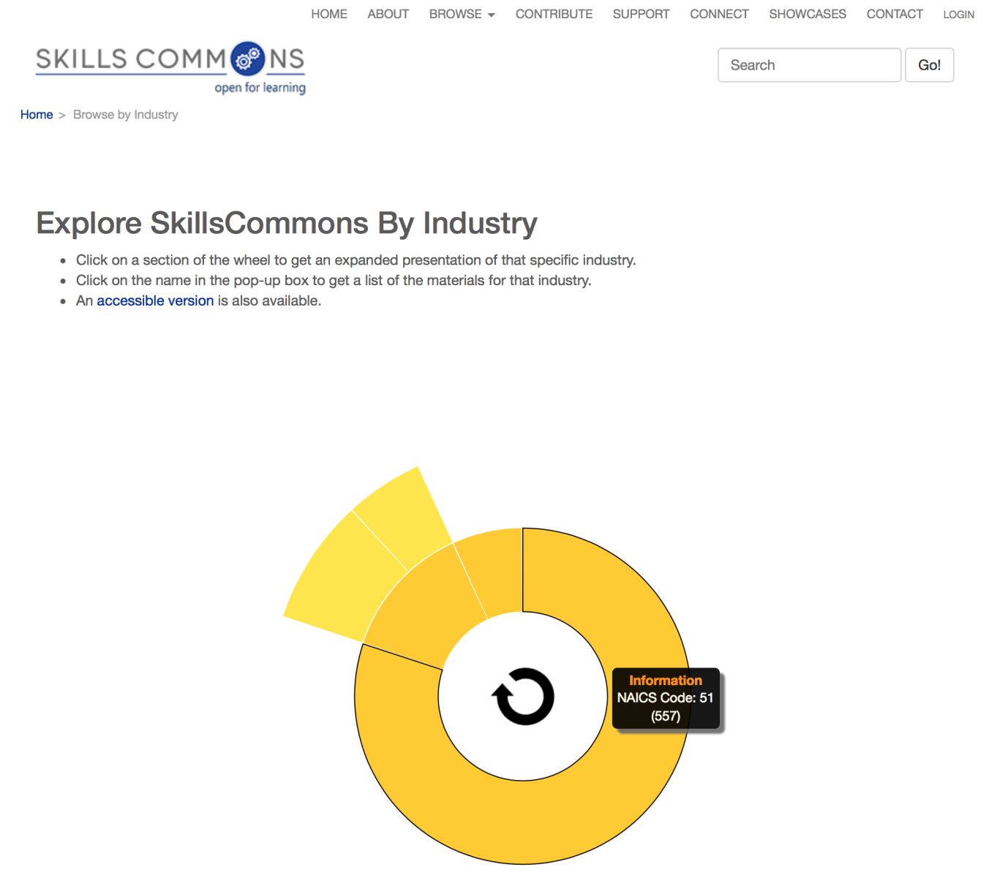 HOME ABOUT BROWSE CONTRIBUTE SUPPORT CONNECT SHOWCASES CONTACT LOGIN
SKILLS COMMONS
open for learning
Search Go!
Home > Browse by Industry
Explore SkillsCommons By Industry
• Click on a section of the wheel to get an expanded presentation of that specific industry.
• Click on the name in the pop-up box to get a list of the materials for that industry.
• An accessible version is also available.
Information
NAICS Code: 51
(557)